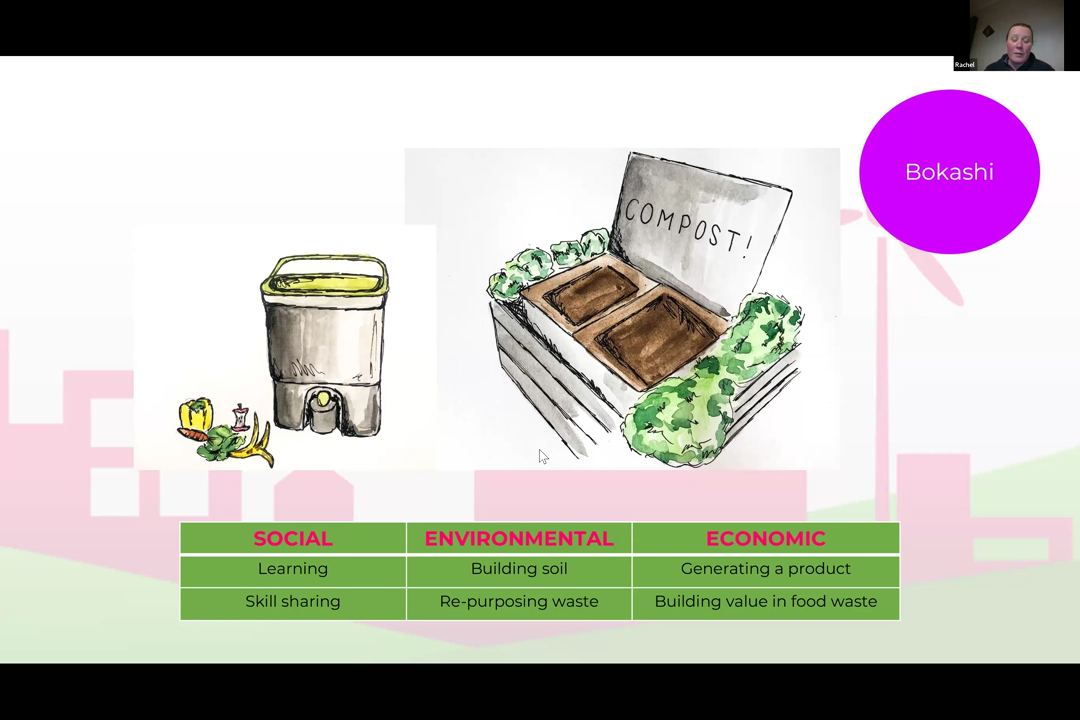 Rachel
Bokashi
COMPOST!
SOCIAL ENVIRONMENTAL ECONOMIC
Learning Building soil Generating a product
Skill sharing Re-purposing waste Building value in food waste